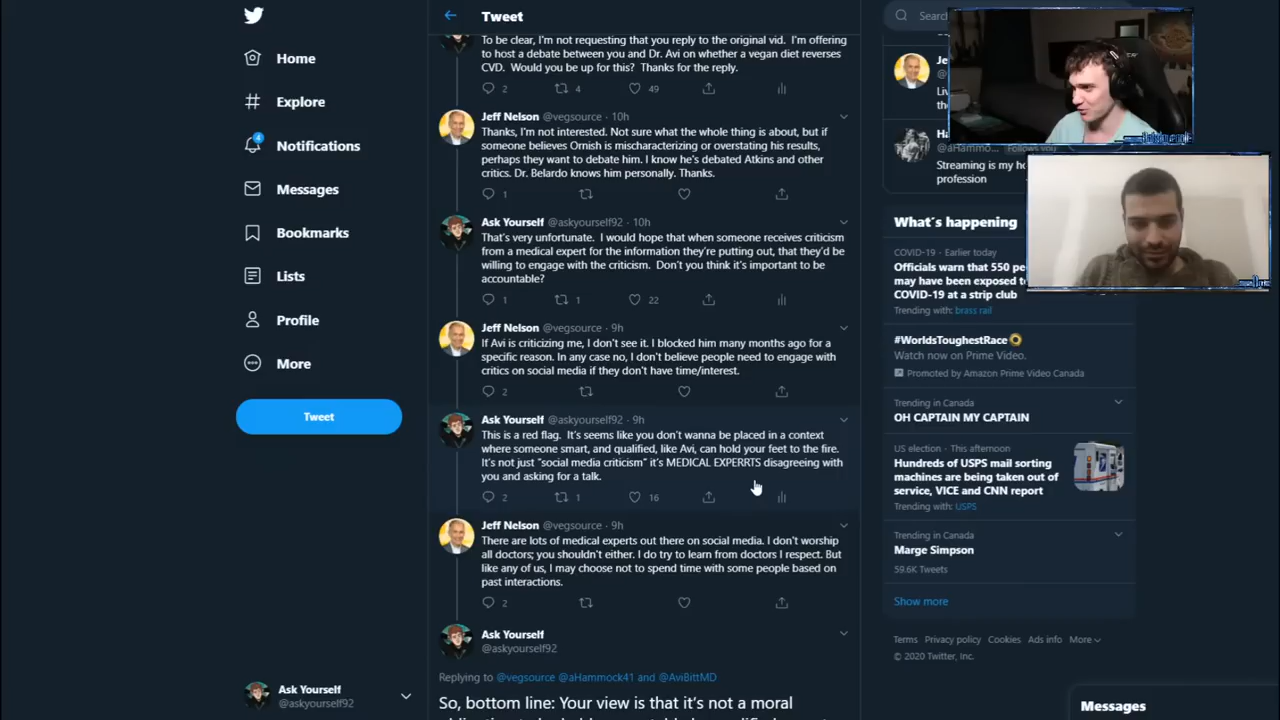 Home
Explore
4
Notifications
Messages
Bookmarks
Lists
Profile
More
Tweet
Ask Yourself
@askyourself92
Tweet
To be clear, I'm not requesting that you reply to the original vid. I'm offering
to host a debate between you and Dr. Avi on whether a vegan diet reverses
CVD. Would you be up for this? Thanks for the reply.
2 4 49
Jeff Nelson @vegsource · 10h
Thanks, I'm not interested. Not sure what the whole thing is about, but if
someone believes Ornish is mischaracterizing or overstating his results,
perhaps they want to debate him. I know he's debated Atkins and other
critics. Dr. Belardo knows him personally. Thanks.
1
Ask Yourself @askyourself92 · 10h
That's very unfortunate. I would hope that when someone receives criticism
from a medical expert for the information they're putting out, that they'd be
willing to engage with the criticism. Don't you think it's important to be
accountable?
1 1 22
Jeff Nelson @vegsource · 9h
If Avi is criticizing me, I don't see it. I blocked him many months ago for a
specific reason. In any case no, I don't believe people need to engage with
critics on social media if they don't have time/interest.
2
Ask Yourself @askyourself92 · 9h
This is a red flag. It's seems like you don't wanna be placed in a context
where someone smart, and qualified, like Avi, can hold your feet to the fire.
It's not just "social media criticism" it's MEDICAL EXPERRTS disagreeing with
you and asking for a talk.
2 1 16
Jeff Nelson @vegsource · 9h
There are lots of medical experts out there on social media. I don't worship
all doctors; you shouldn't either. I do try to learn from doctors I respect. But
like any of us, I may choose not to spend time with some people based on
past interactions.
2
Ask Yourself
@askyourself92
Replying to @vegsource @aHammock41 and @AviBittMD
So, bottom line: Your view is that it's not a moral
Search
Je
@
Liv
the
Ha
@aHammo... Follows you
Streaming is my ho
profession
What's happening
COVID-19 · Earlier today
Officials warn that 550 pe
may have been exposed to
COVID-19 at a strip club
Trending with: brass rail
#WorldsToughestRace
Watch now on Prime Video.
Promoted by Amazon Prime Video Canada
Trending in Canada
OH CAPTAIN MY CAPTAIN
US election · This afternoon
Hundreds of USPS mail sorting
machines are being taken out of
service, VICE and CNN report
Trending with: USPS
Trending in Canada
Marge Simpson
59.6K Tweets
Show more
Terms Privacy policy Cookies Ads info More
© 2020 Twitter, Inc.
Messages